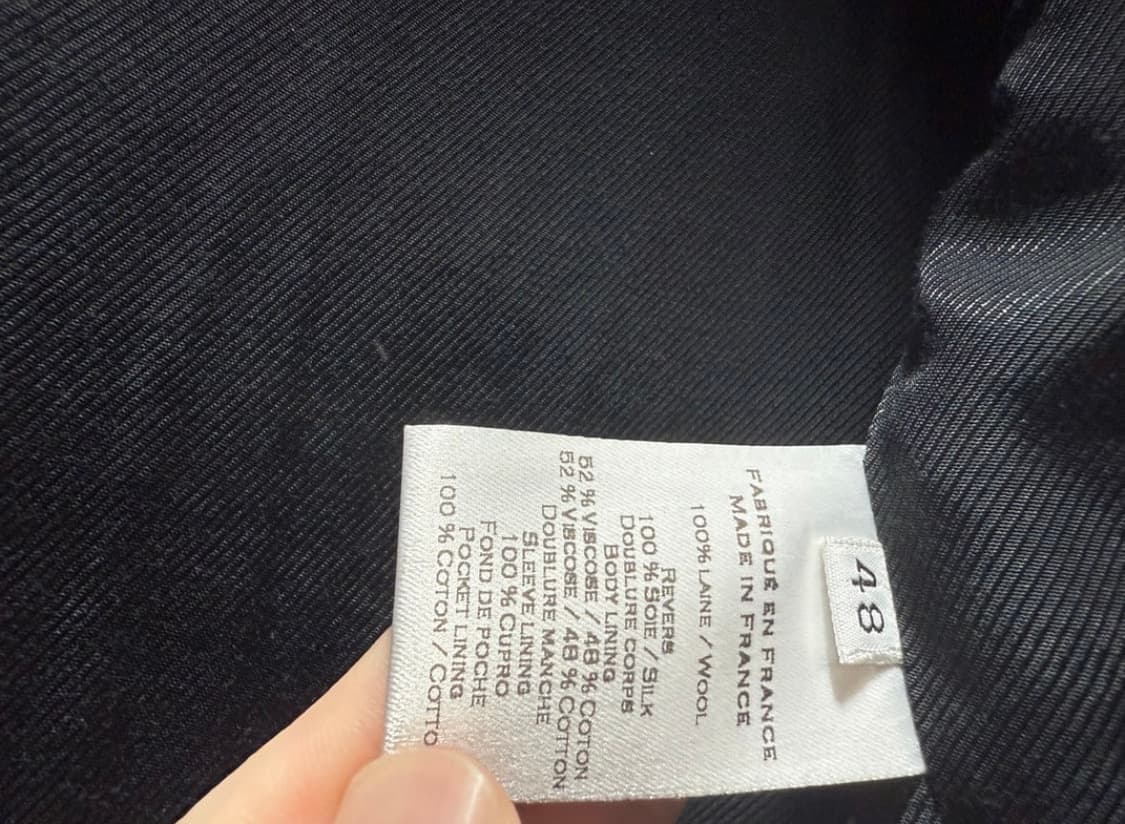 48
FABRIQUÉ EN FRANCE
MADE IN FRANCE
100% LAINE / WOOL
REVERS
100 % SOIE / SILK
DOUBLURE CORPS
BODY LINING
52 % VISCOSE / 48 % COTON
52 % VISCOSE / 48 % COTTON
DOUBLURE MANCHE
SLEEVE LINING
100 % CUPRO
FOND DE POCHE
POCKET LINING
100 % COTON / COTTO